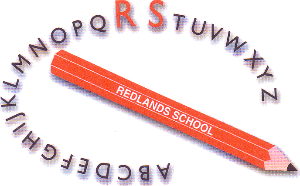 ABCDEFGHIJKLMNOPQRSTUVWXYZ
REDLANDS SCHOOL